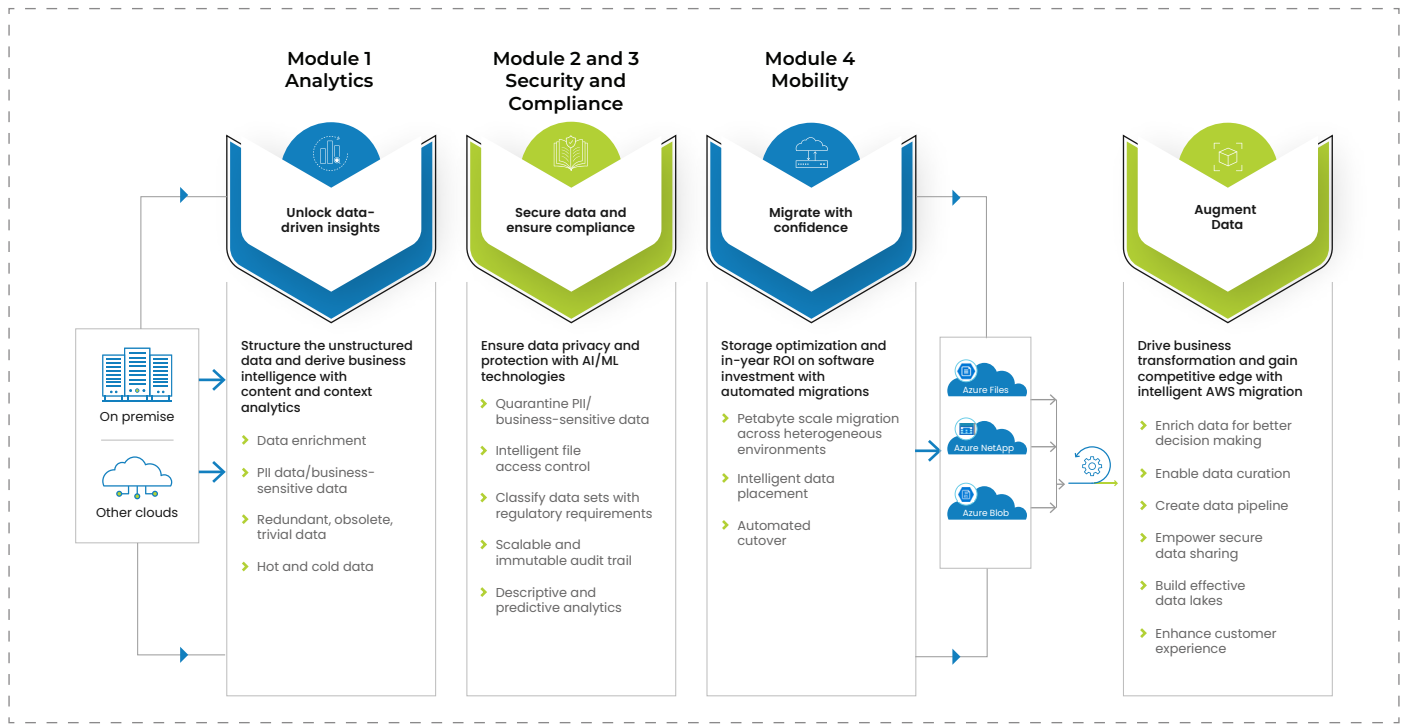 Module 1
Analytics
Module 2 and 3
Security and
Compliance
Module 4
Mobility
On premise
Other clouds
Unlock data-
driven insights
Structure the unstructured
data and derive business
intelligence with
content and context
analytics
Data enrichment
PII data/business-
sensitive data
Redundant, obsolete,
trivial data
Hot and cold data
Secure data and
ensure compliance
Ensure data privacy and
protection with AI/ML
technologies
Quarantine PII/
business-sensitive data
Intelligent file
access control
Classify data sets with
regulatory requirements
Scalable and
immutable audit trail
Descriptive and
predictive analytics
Migrate with
confidence
Storage optimization and
in-year ROI on software
investment with
automated migrations
Petabyte scale migration
across heterogeneous
environments
Intelligent data
placement
Automated
cutover
Azure Files
Azure NetApp
Azure Blob
Augment
Data
Drive business
transformation and gain
competitive edge with
intelligent AWS migration
Enrich data for better
decision making
Enable data curation
Create data pipeline
Empower secure
data sharing
Build effective
data lakes
Enhance customer
experience